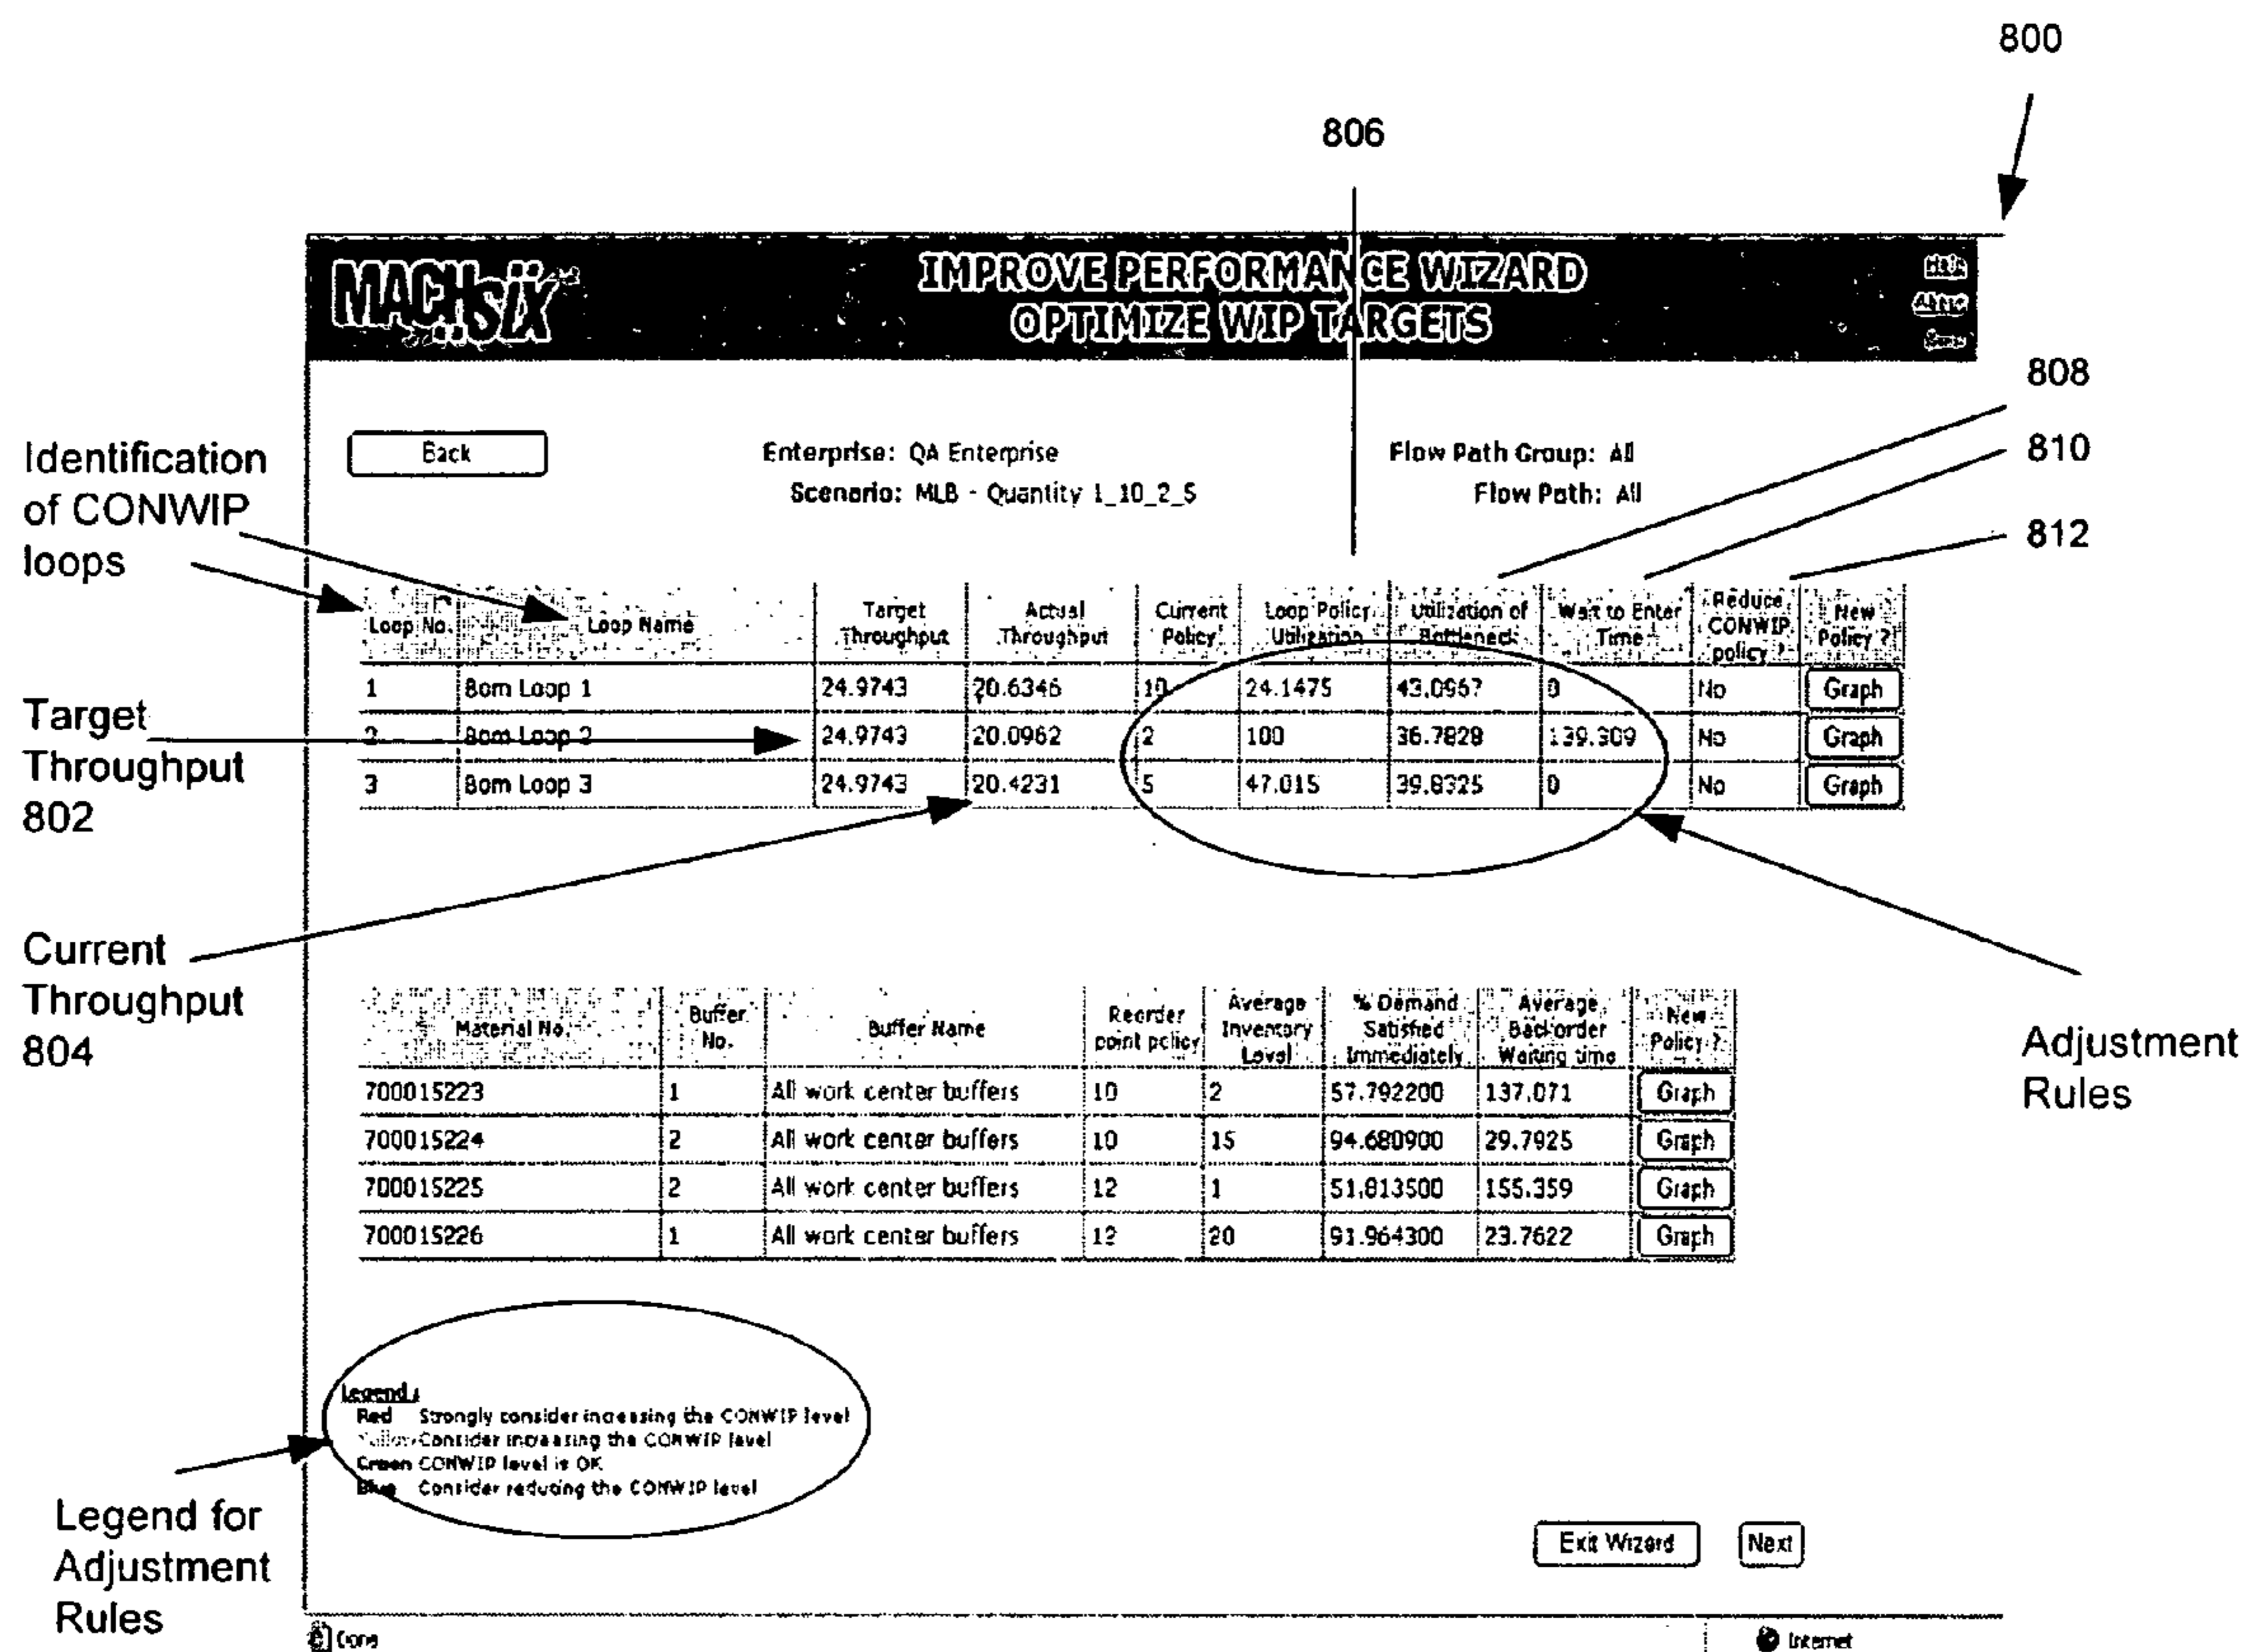 800
806
MACHsix
IMPROVE PERFORMANCE WIZARD
OPTIMIZE WIP TARGETS
808
810
812
Back
Enterprise: QA Enterprise
Scenario: MLB - Quantity 1_10_2_5
Flow Path Group: All
Flow Path: All
Identification
of CONWIP
loops
Loop No. Loop Name Target Throughput Actual Throughput Current Policy Loop Policy Utilization Utilization of Bottleneck Wait to Enter Time Reduce CONWIP policy ? New Policy ?
1 Bom Loop 1 24.9743 20.6346 10 24.1475 43.0967 0 No Graph
2 Bom Loop 2 24.9743 20.0962 2 100 36.7828 139.309 No Graph
3 Bom Loop 3 24.9743 20.4231 5 47.015 39.8325 0 No Graph
Target
Throughput
802
Current
Throughput
804
Adjustment
Rules
Material No. Buffer No. Buffer Name Reorder point policy Average Inventory Level % Demand Satisfied Immediately Average Backorder Waiting time New Policy ?
700015223 1 All work center buffers 10 2 57.792200 137.071 Graph
700015224 2 All work center buffers 10 15 94.680900 29.7925 Graph
700015225 2 All work center buffers 12 1 51.813500 155.359 Graph
700015226 1 All work center buffers 12 20 91.964300 23.7622 Graph
Legend:
Red Strongly consider increasing the CONWIP level
Yellow Consider increasing the CONWIP level
Green CONWIP level is OK
Blue Consider reducing the CONWIP level
Legend for
Adjustment
Rules
Exit Wizard
Next
Done
Internet